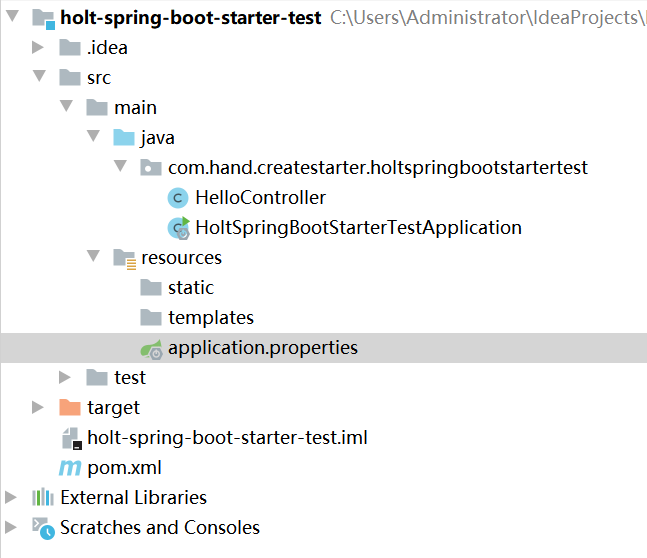 holt-spring-boot-starter-test C:\Users\Administrator\IdeaProjects\
.idea
src
main
java
com.hand.createstarter.holtspringbootstartertest
HelloController
HoltSpringBootStarterTestApplication
resources
static
templates
application.properties
test
target
holt-spring-boot-starter-test.iml
pom.xml
External Libraries
Scratches and Consoles